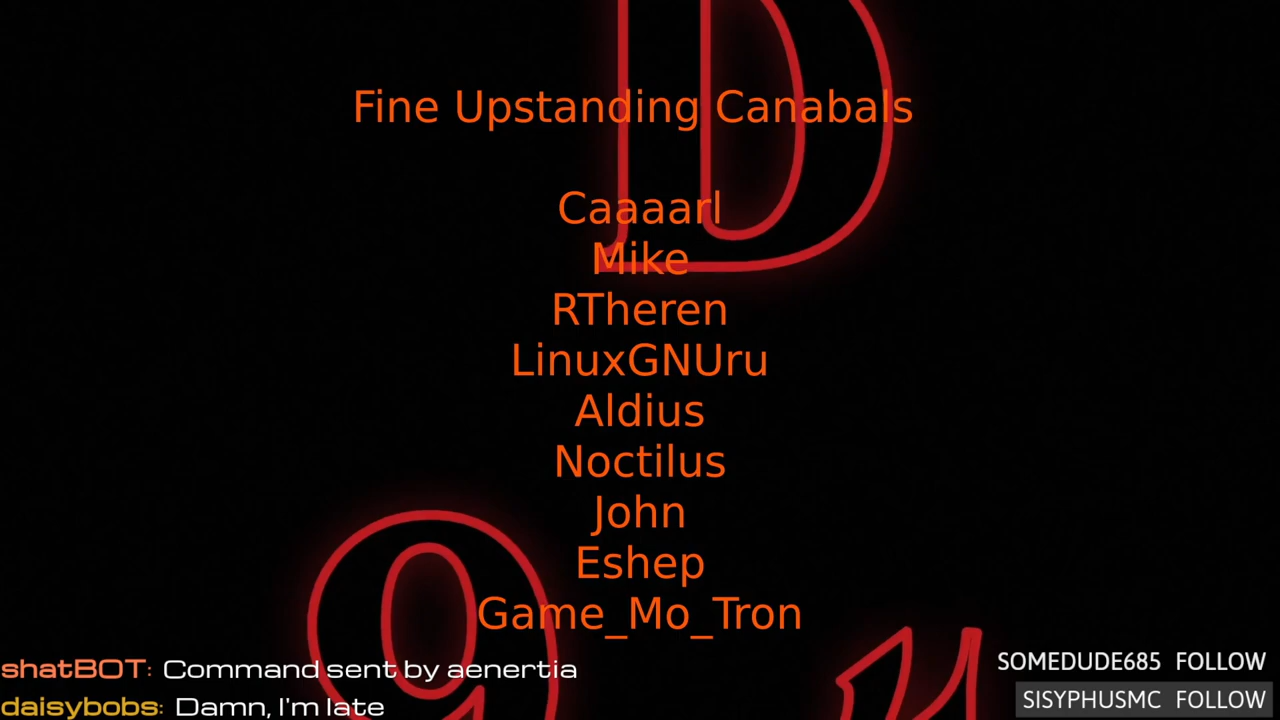 Fine Upstanding Canabals
Caaaarl
Mike
RTheren
LinuxGNUru
Aldius
Noctilus
John
Eshep
Game_Mo_Tron
shatBOT: Command sent by aenertia
daisybobs: Damn, I'm late
SOMEDUDE685 FOLLOW
SISYPHUSMC FOLLOW